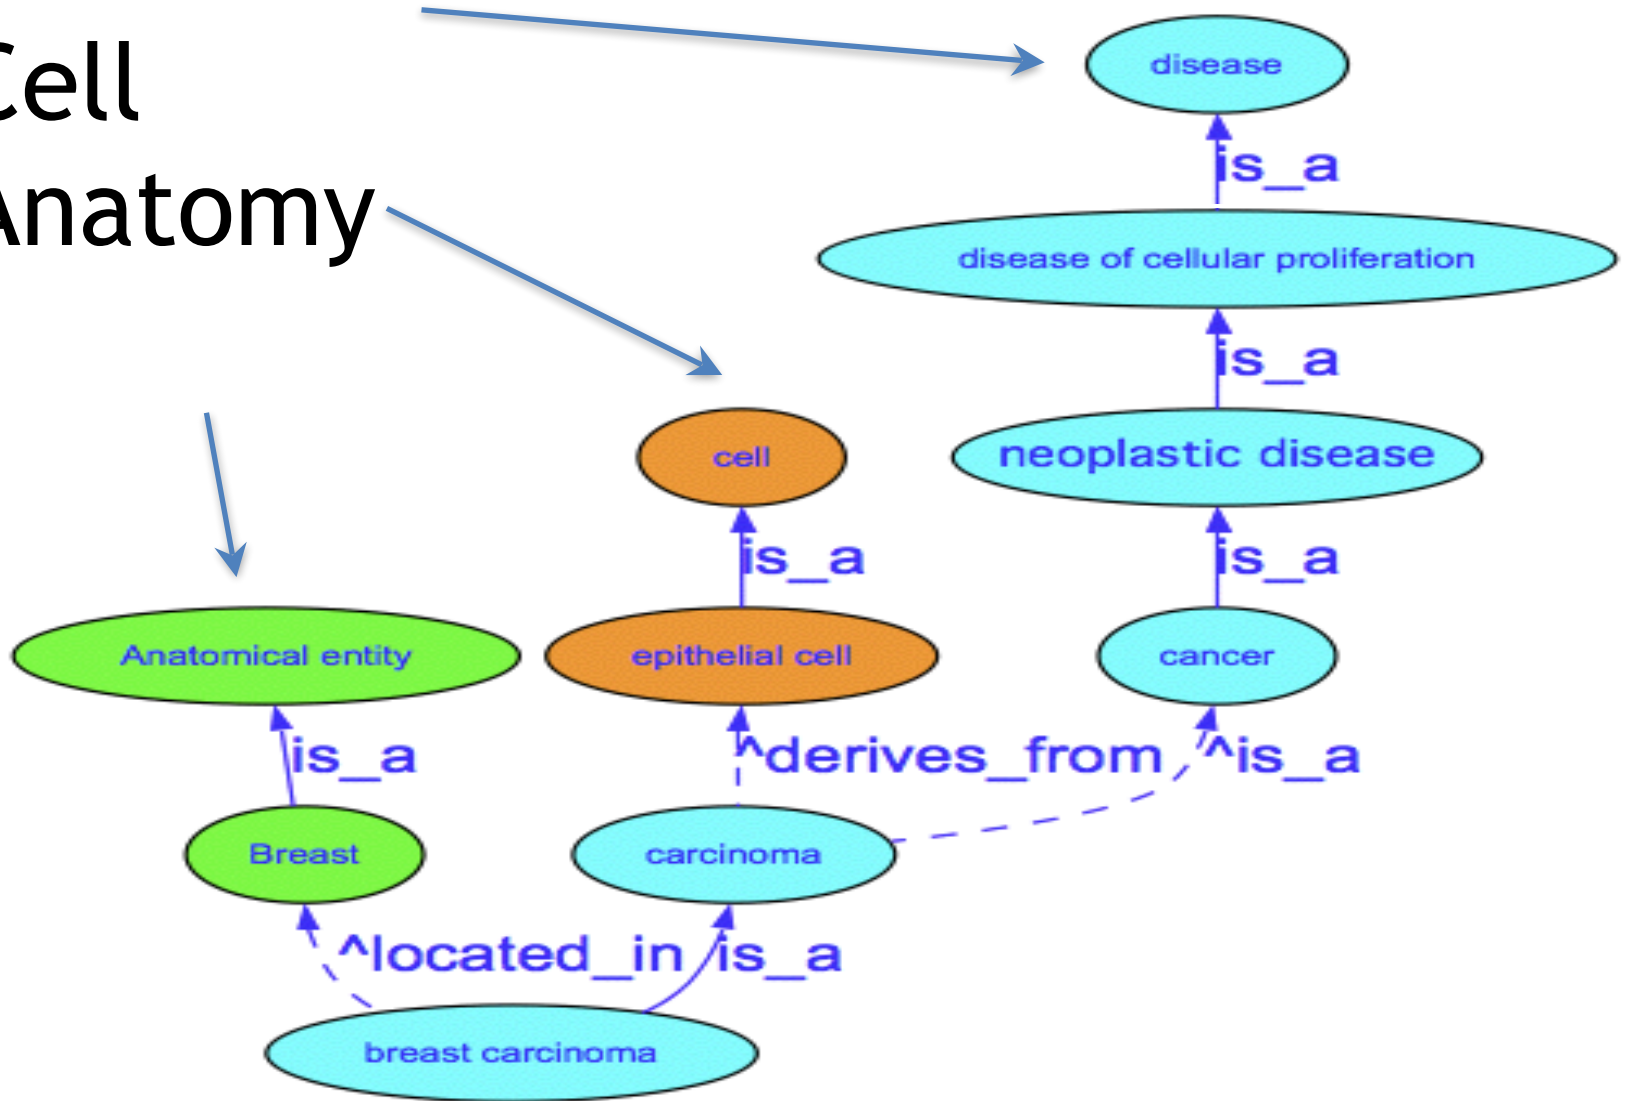 Cell
Anatomy
disease
is_a
disease of cellular proliferation
is_a
cell
neoplastic disease
is_a
is_a
Anatomical entity
epithelial cell
cancer
is_a
^derives_from
^is_a
Breast
carcinoma
^located_in
is_a
breast carcinoma